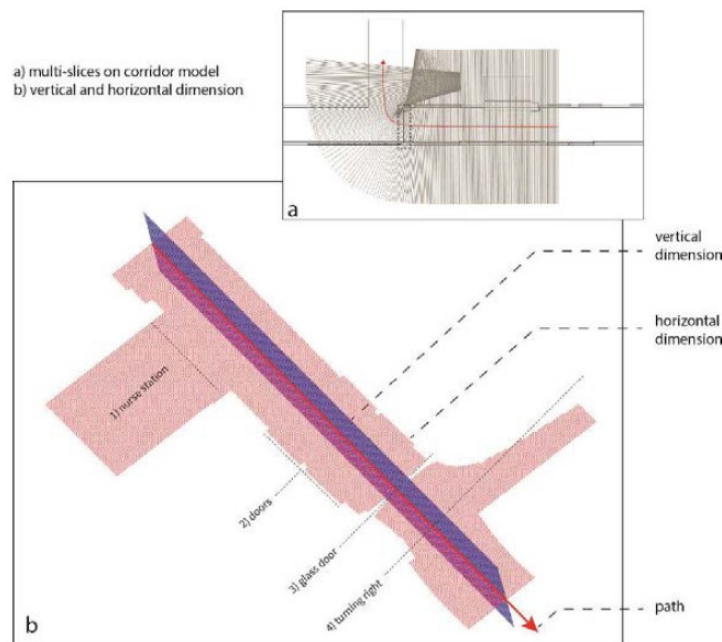 a) multi-slices on corridor model
b) vertical and horizontal dimension
a
vertical
dimension
horizontal
dimension
1) nurse station
2) doors
3) glass door
4) turning right
path
b